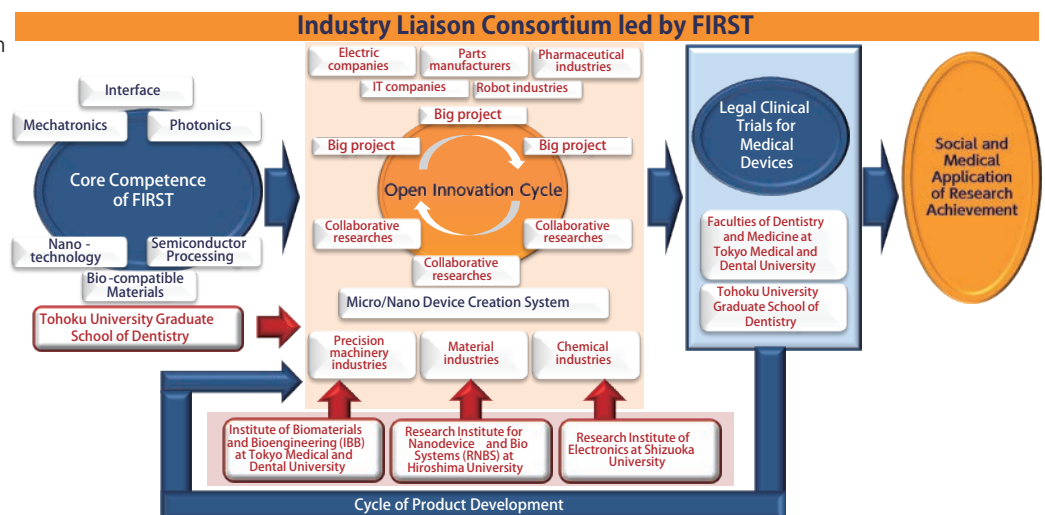 Industry Liaison Consortium led by FIRST
n
Interface
Mechatronics
Photonics
Core Competence
of FIRST
Nano -
technology
Semiconductor
Processing
Bio-compatible
Materials
Tohoku University Graduate
School of Dentistry
Electric
companies
Parts
manufacturers
Pharmaceutical
industries
IT companies
Robot industries
Big project
Big project
Big project
Open Innovation Cycle
Collaborative
researches
Collaborative
researches
Collaborative
researches
Micro/Nano Device Creation System
Precision
machinery
industries
Material
industries
Chemical
industries
Institute of Biomaterials
and Bioengineering (IBB)
at Tokyo Medical and
Dental University
Research Institute for
Nanodevice and Bio
Systems (RNBS) at
Hiroshima University
Research Institute of
Electronics at Shizuoka
University
Legal Clinical
Trials for
Medical
Devices
Faculties of Dentistry
and Medicine at
Tokyo Medical and
Dental University
Tohoku University
Graduate School of
Dentistry
Social and
Medical
Application
of Research
Achievement
Cycle of Product Development